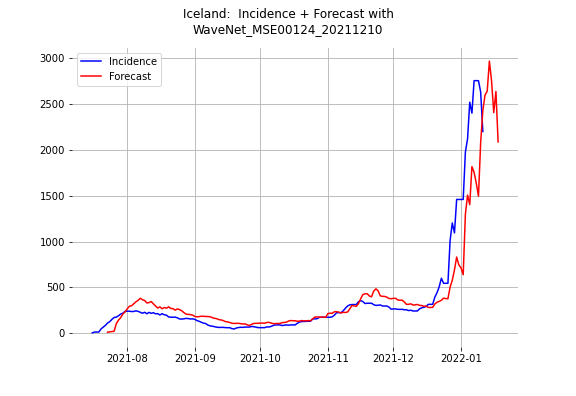 Iceland:  Incidence + Forecast with
WaveNet_MSE00124_20211210
Incidence
Forecast
3000
2500
2000
1500
1000
500
0
2021-08 2021-09 2021-10 2021-11 2021-12 2022-01